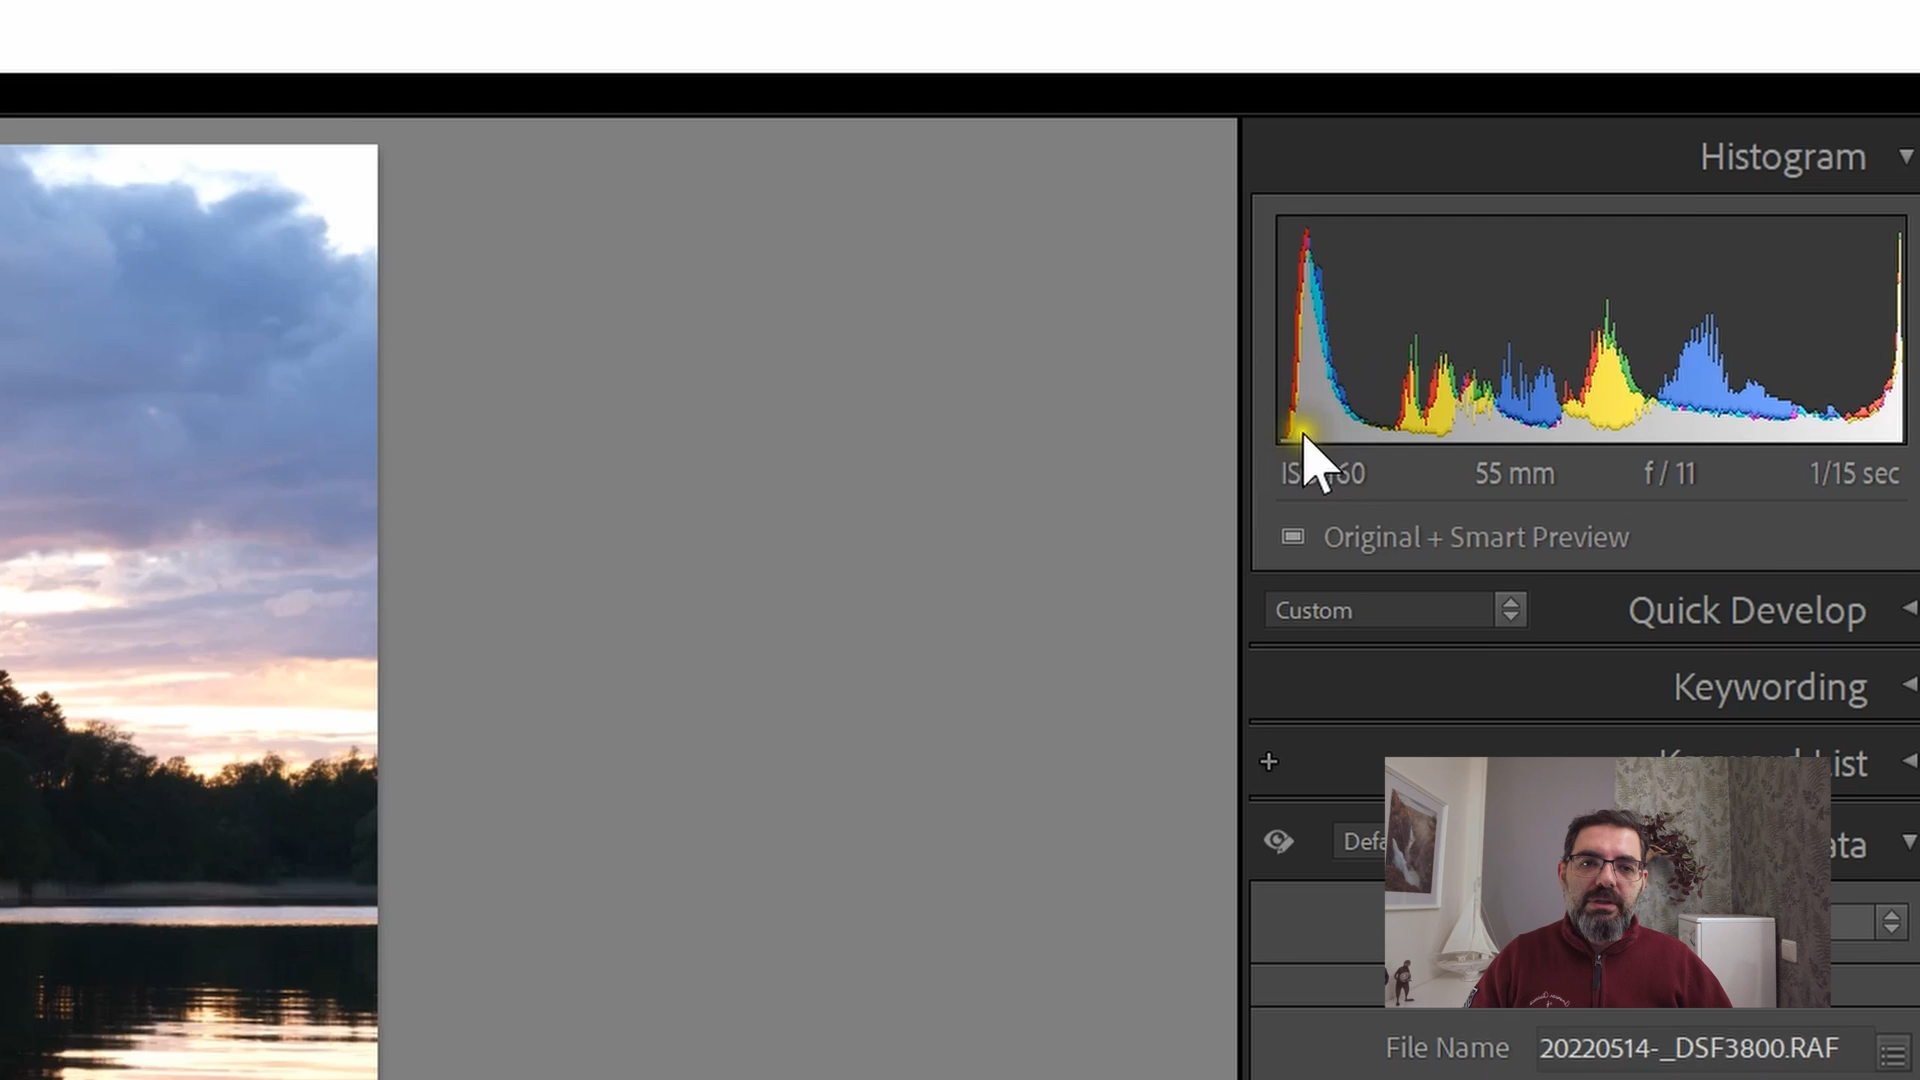 Histogram
55 mm f / 11 1/15 sec
Original + Smart Preview
Custom Quick Develop
Keywording
List
File Name 20220514-_DSF3800.RAF